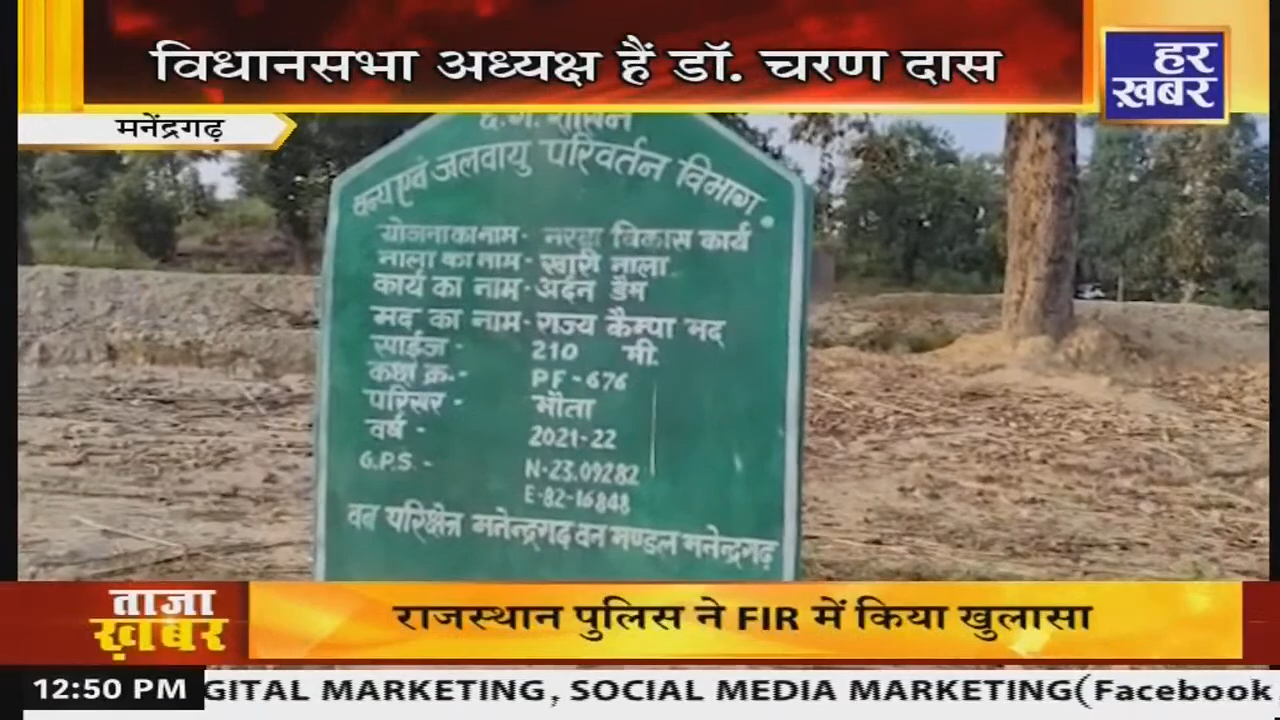 विधानसभा अध्यक्ष हैं डॉ. चरण दास
हर
ख़बर
मनेंद्रगढ़
छ.ग. शासन
वन एवं जलवायु परिवर्तन विभाग
योजना का नाम - नरवा विकास कार्य
नाला का नाम - खारी नाला
कार्य का नाम - अर्दन डैम
मद का नाम - राज्य कैम्पा मद
साईज - 210 मी.
कक्ष क्र. - PF-676
परिसर - भौता
वर्ष - 2021-22
G.P.S. - N-23.09282
E-82-16848
वन परिक्षेत्र मनेन्द्रगढ़ वन मण्डल मनेन्द्रगढ़
ताजा
ख़बर
राजस्थान पुलिस ने FIR में किया खुलासा
12:50 PM
GITAL MARKETING, SOCIAL MEDIA MARKETING(Facebook,